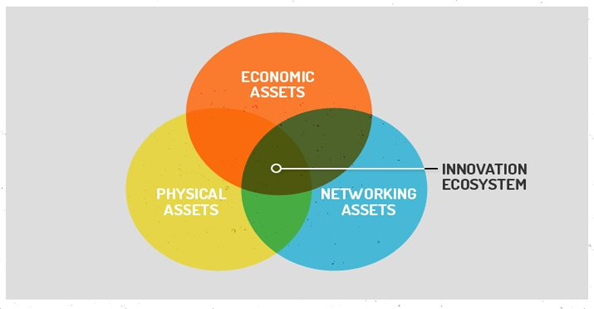 ECONOMIC
ASSETS
PHYSICAL
ASSETS
NETWORKING
ASSETS
INNOVATION
ECOSYSTEM